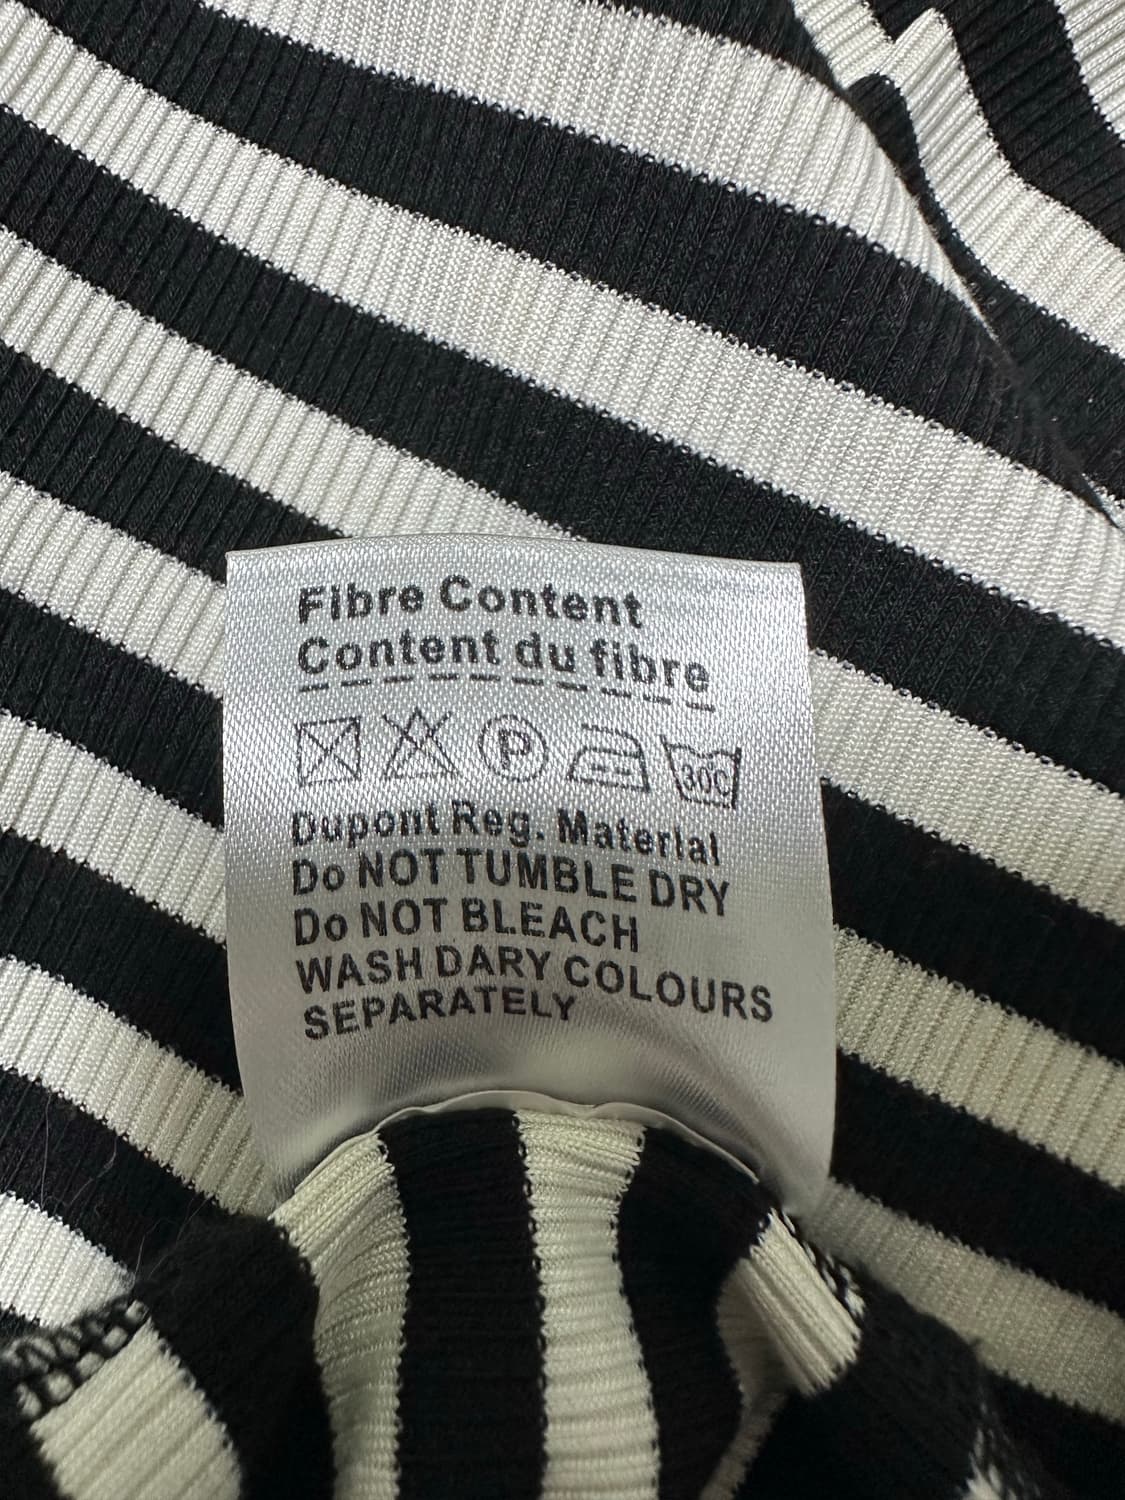 Fibre Content
Content du fibre
P 30C
Dupont Reg. Material
Do NOT TUMBLE DRY
Do NOT BLEACH
WASH DARY COLOURS
SEPARATELY